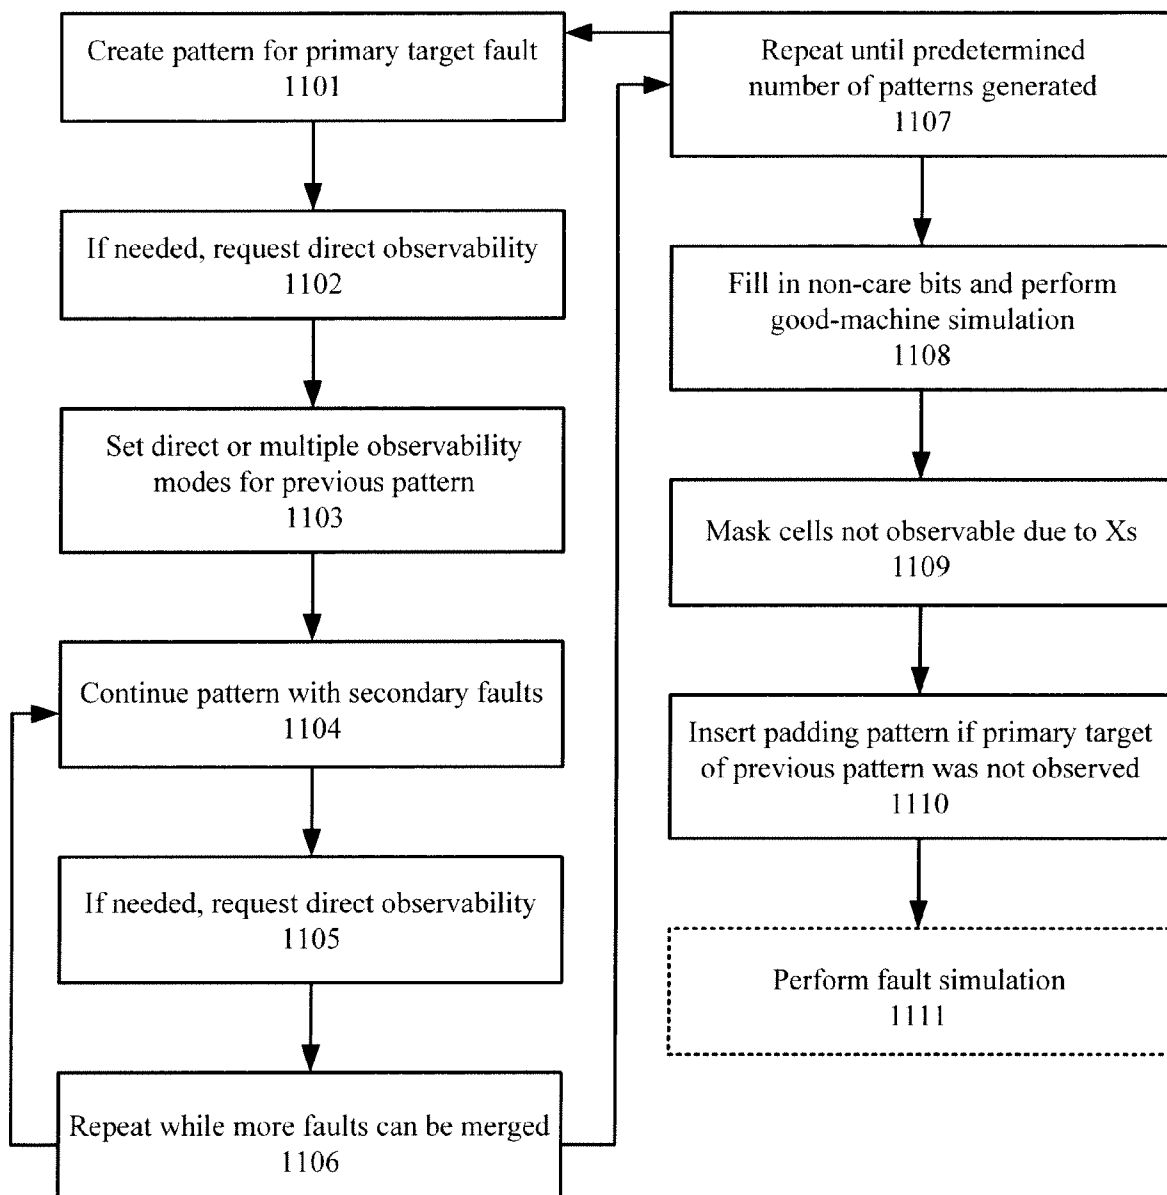 Create pattern for primary target fault
1101
If needed, request direct observability
1102
Set direct or multiple observability
modes for previous pattern
1103
Continue pattern with secondary faults
1104
If needed, request direct observability
1105
Repeat while more faults can be merged
1106
Repeat until predetermined
number of patterns generated
1107
Fill in non-care bits and perform
good-machine simulation
1108
Mask cells not observable due to Xs
1109
Insert padding pattern if primary target
of previous pattern was not observed
1110
Perform fault simulation
1111